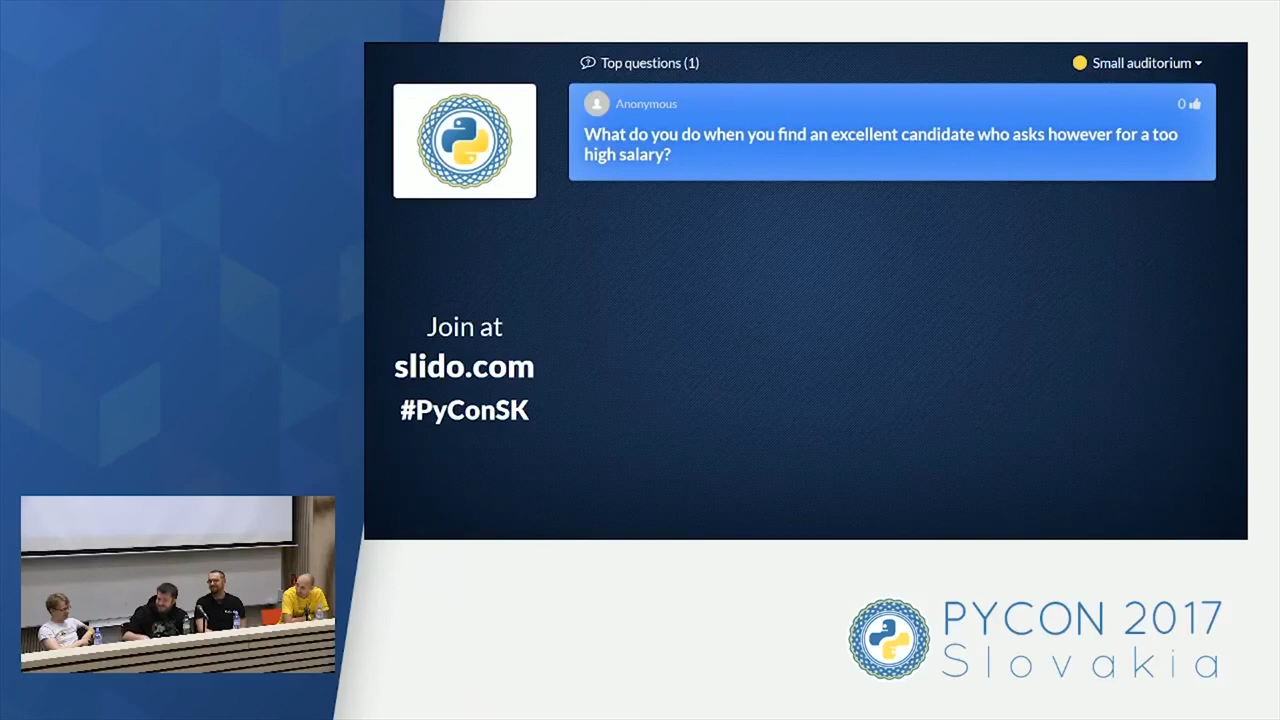 Top questions (1)
Small auditorium
Anonymous
0
What do you do when you find an excellent candidate who asks however for a too
high salary?
Join at
slido.com
#PyConSK
PYCON 2017
Slovakia